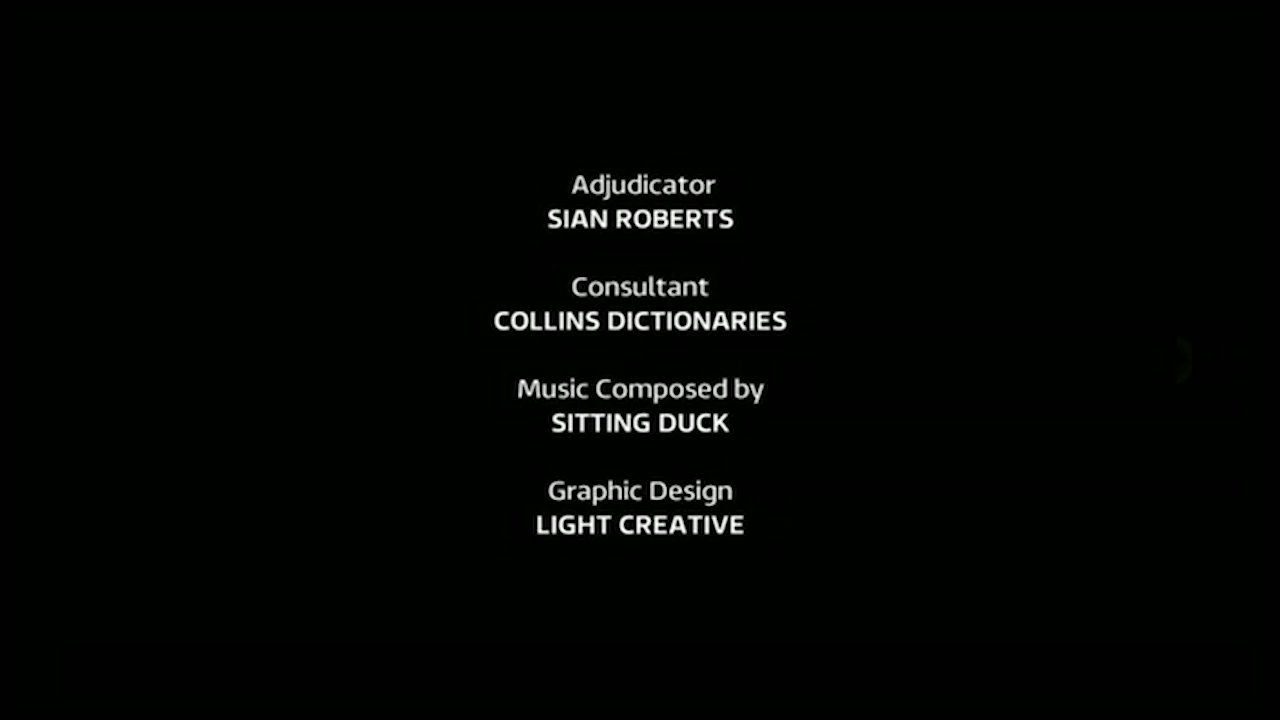 Adjudicator
SIAN ROBERTS
Consultant
COLLINS DICTIONARIES
Music Composed by
SITTING DUCK
Graphic Design
LIGHT CREATIVE